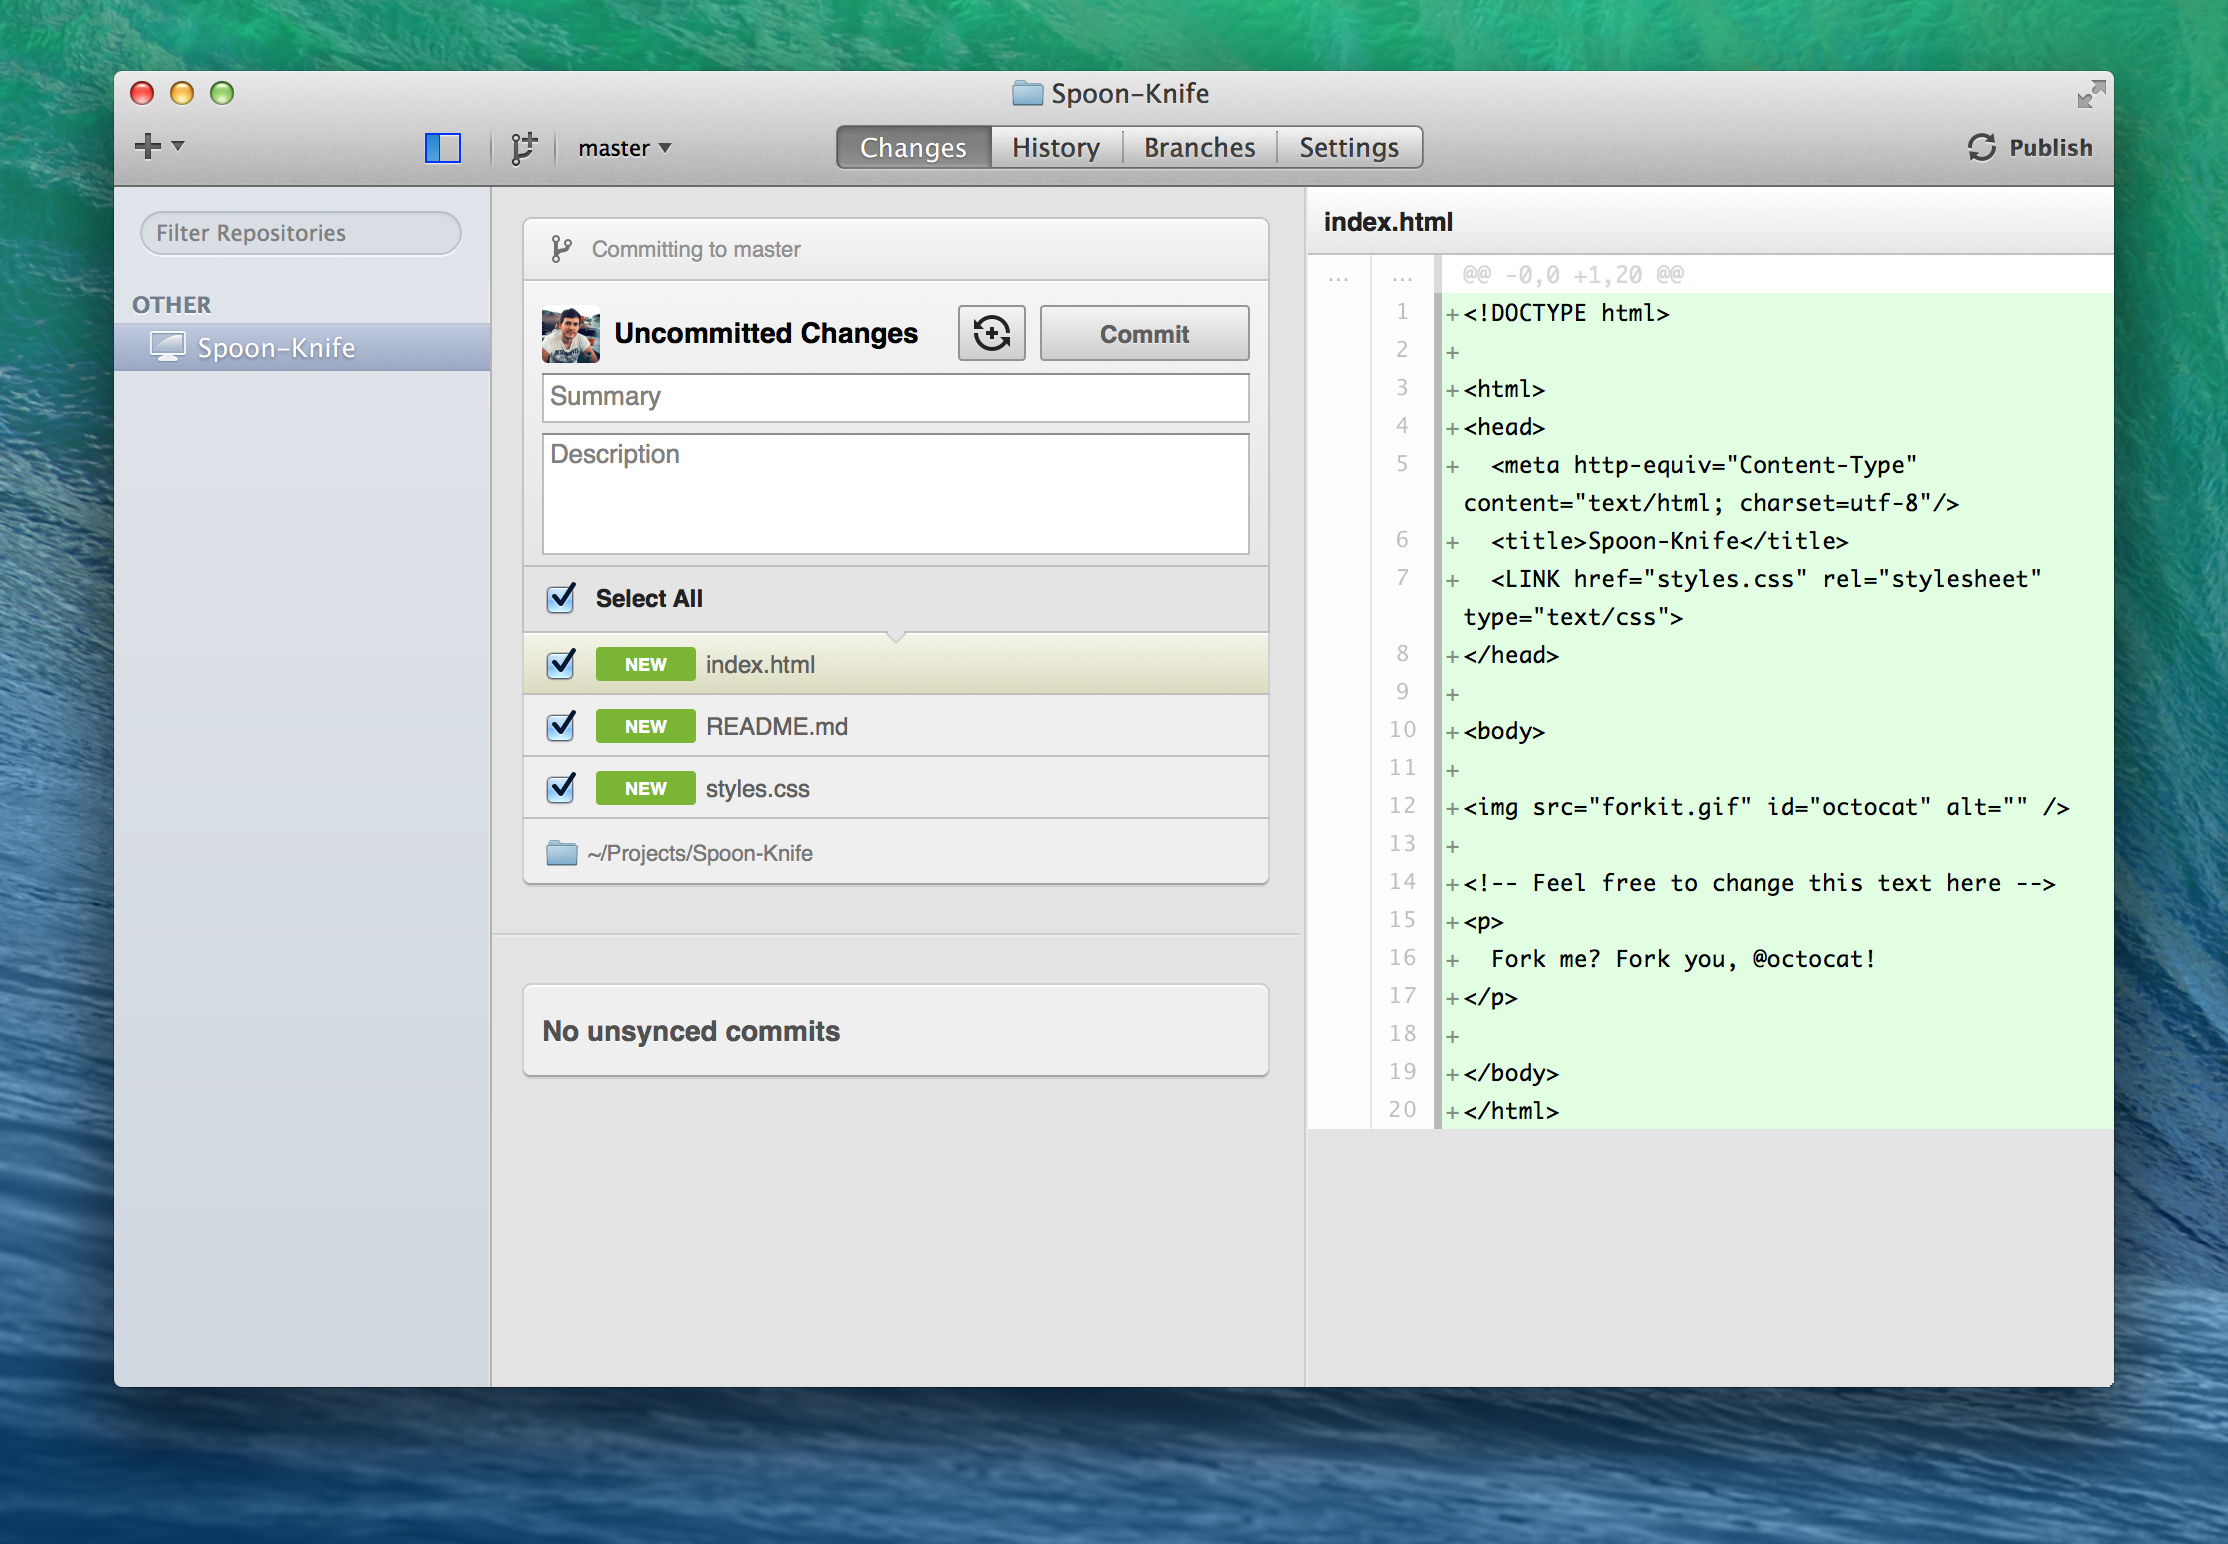 Spoon-Knife
master
Changes
History
Branches
Settings
Publish
Filter Repositories
OTHER
Spoon-Knife
Committing to master
Uncommitted Changes
Commit
Summary
Description
Select All
NEW index.html
NEW README.md
NEW styles.css
~/Projects/Spoon-Knife
No unsynced commits
index.html
... ... @@ -0,0 +1,20 @@
1 +<!DOCTYPE html>
2 +
3 +<html>
4 +<head>
5 +  <meta http-equiv="Content-Type"
content="text/html; charset=utf-8"/>
6 +  <title>Spoon-Knife</title>
7 +  <LINK href="styles.css" rel="stylesheet"
type="text/css">
8 +</head>
9 +
10 +<body>
11 +
12 +<img src="forkit.gif" id="octocat" alt="" />
13 +
14 +<!-- Feel free to change this text here -->
15 +<p>
16 +  Fork me? Fork you, @octocat!
17 +</p>
18 +
19 +</body>
20 +</html>